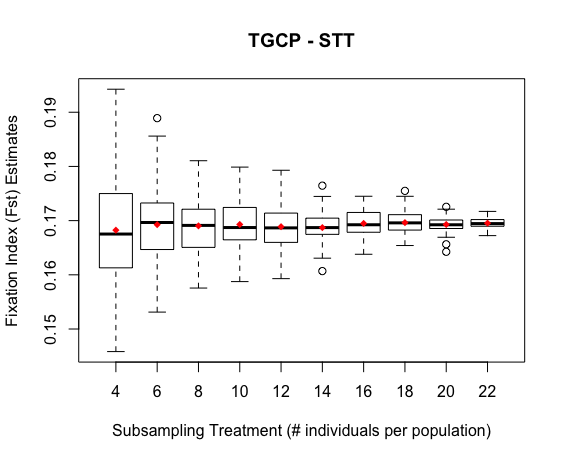 TGCP - STT
Fixation Index (Fst) Estimates
0.19
0.18
0.17
0.16
0.15
4 6 8 10 12 14 16 18 20 22
Subsampling Treatment (# individuals per population)